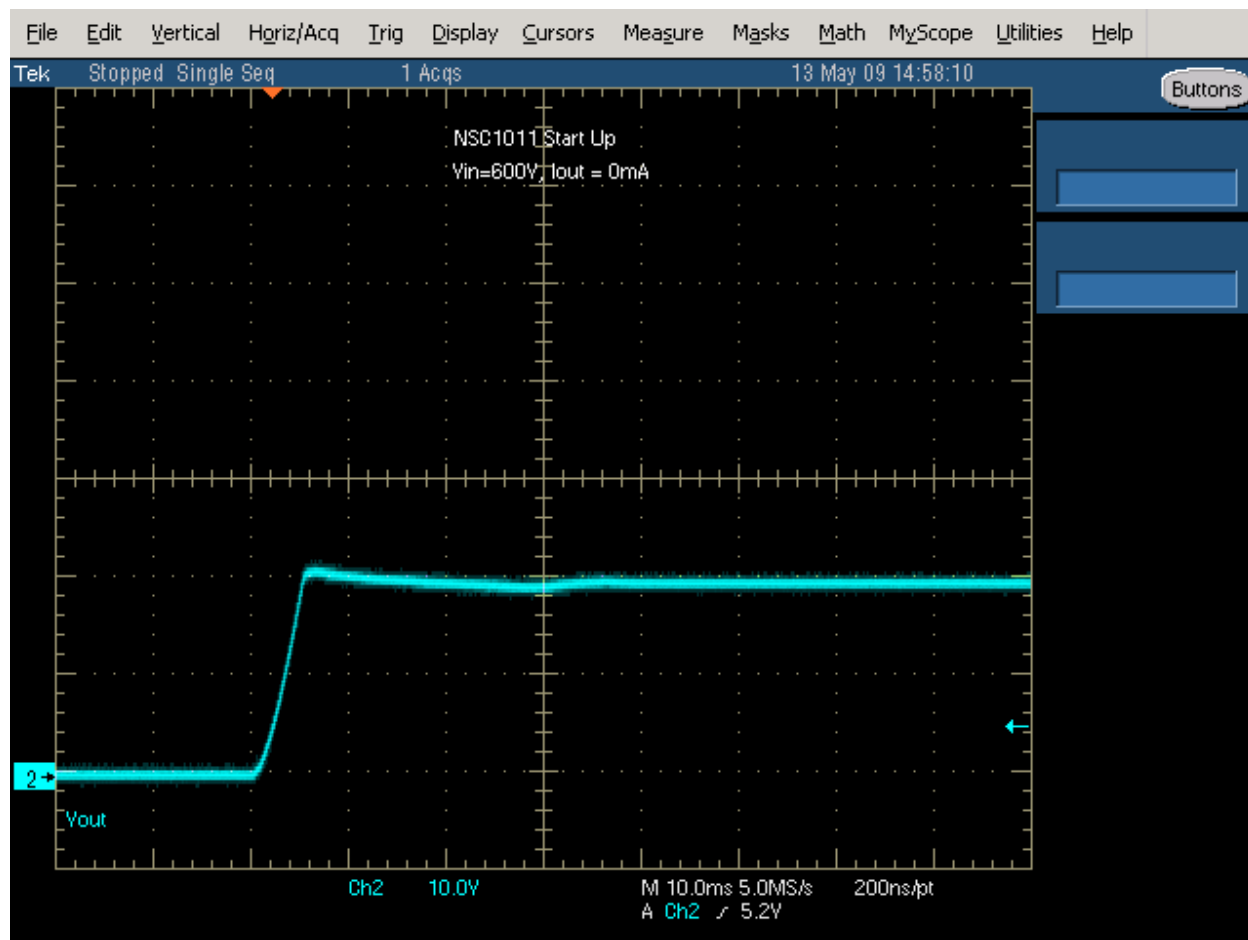 File Edit Vertical Horiz/Acq Trig Display Cursors Measure Masks Math MyScope Utilities Help
Tek Stopped Single Seq 1 Acqs 13 May 09 14:58:10
Buttons
NSC1011 Start Up
Vin=600V, Iout = 0mA
2
Vout
Ch2 10.0V M 10.0ms 5.0MS/s 200ns/pt
A Ch2 5.2V